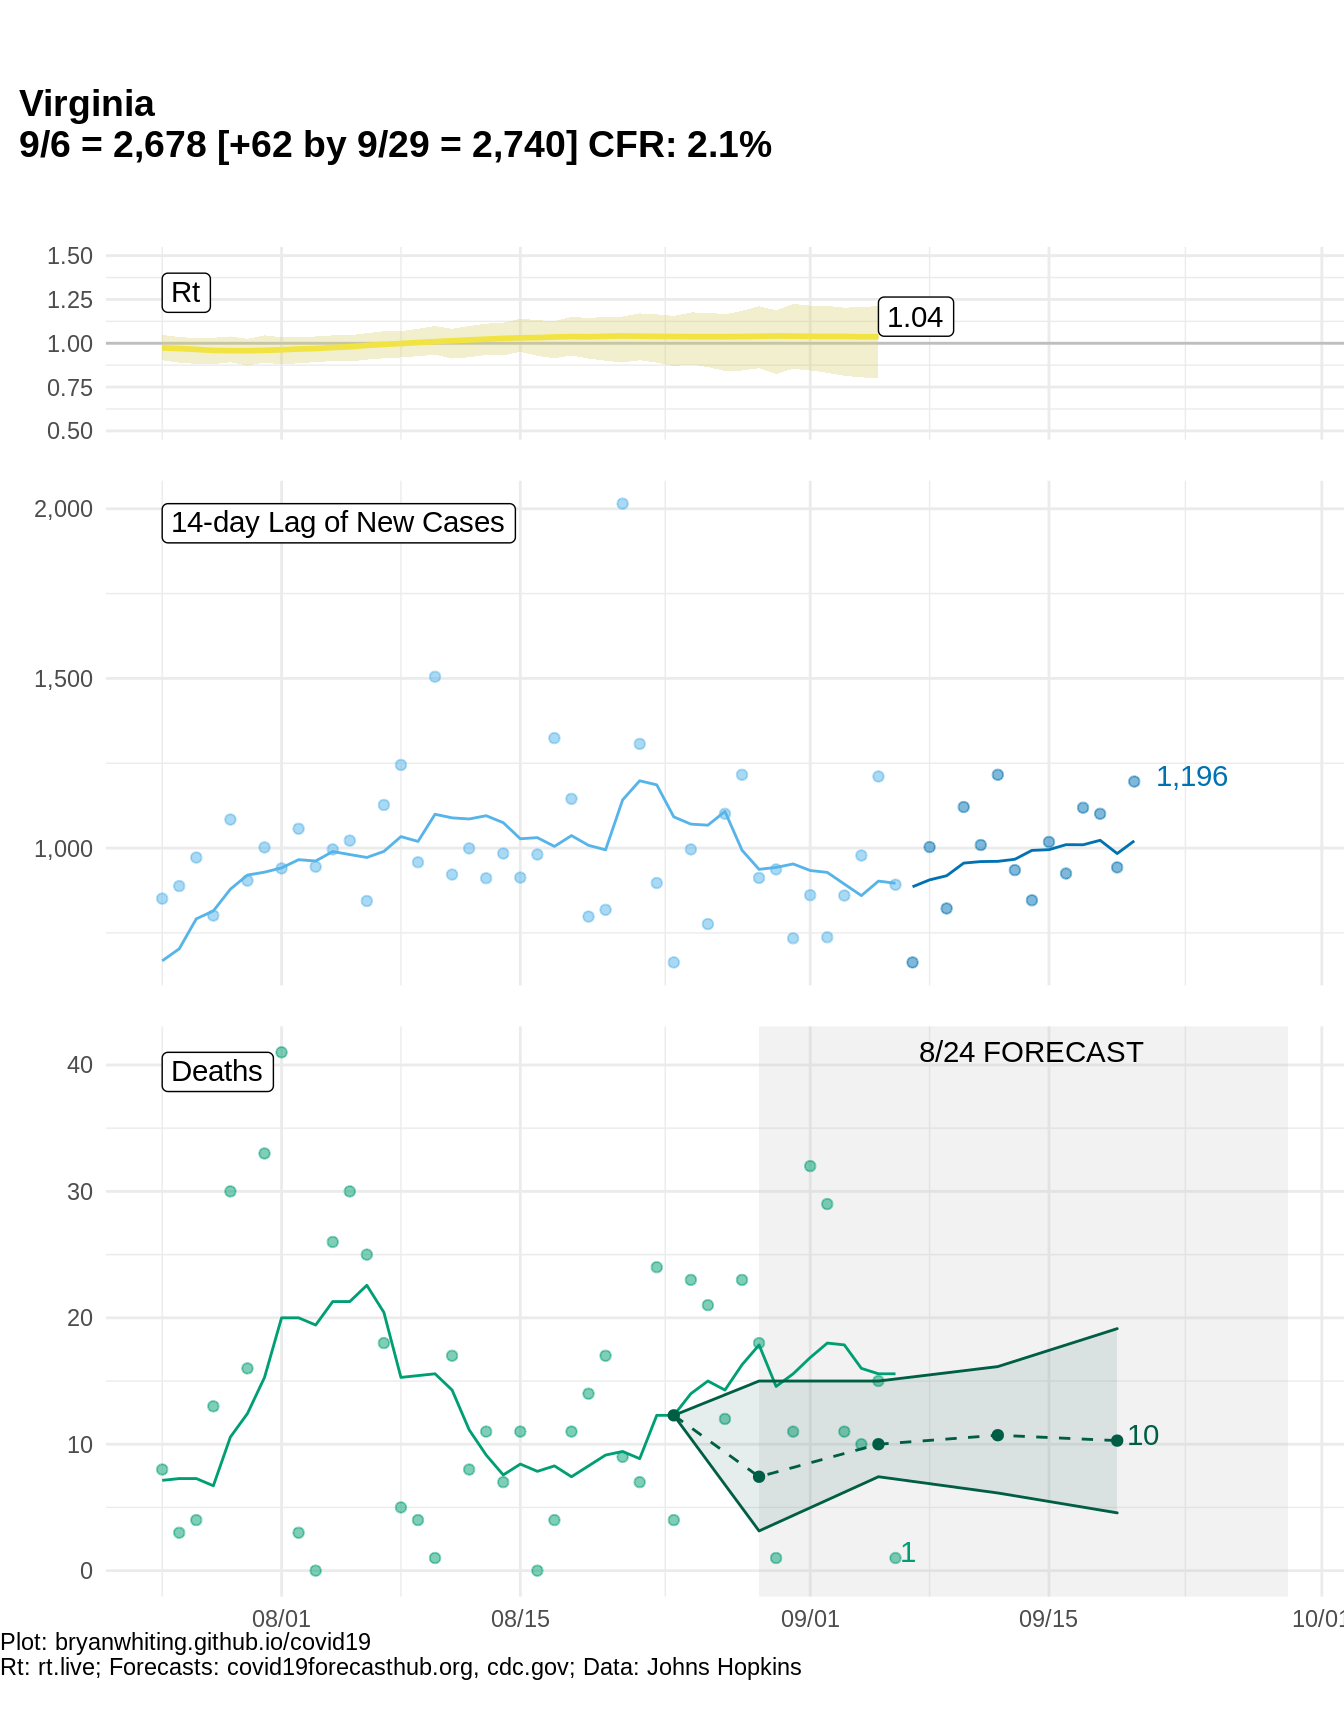 Virginia
9/6 = 2,678 [+62 by 9/29 = 2,740] CFR: 2.1%
1.50
1.25
1.00
0.75
0.50
Rt
1.04
2,000
1,500
1,000
14-day Lag of New Cases
1,196
40
30
20
10
0
Deaths
8/24 FORECAST
10
1
08/01
08/15
09/01
09/15
10/01
Plot: bryanwhiting.github.io/covid19
Rt: rt.live; Forecasts: covid19forecasthub.org, cdc.gov; Data: Johns Hopkins